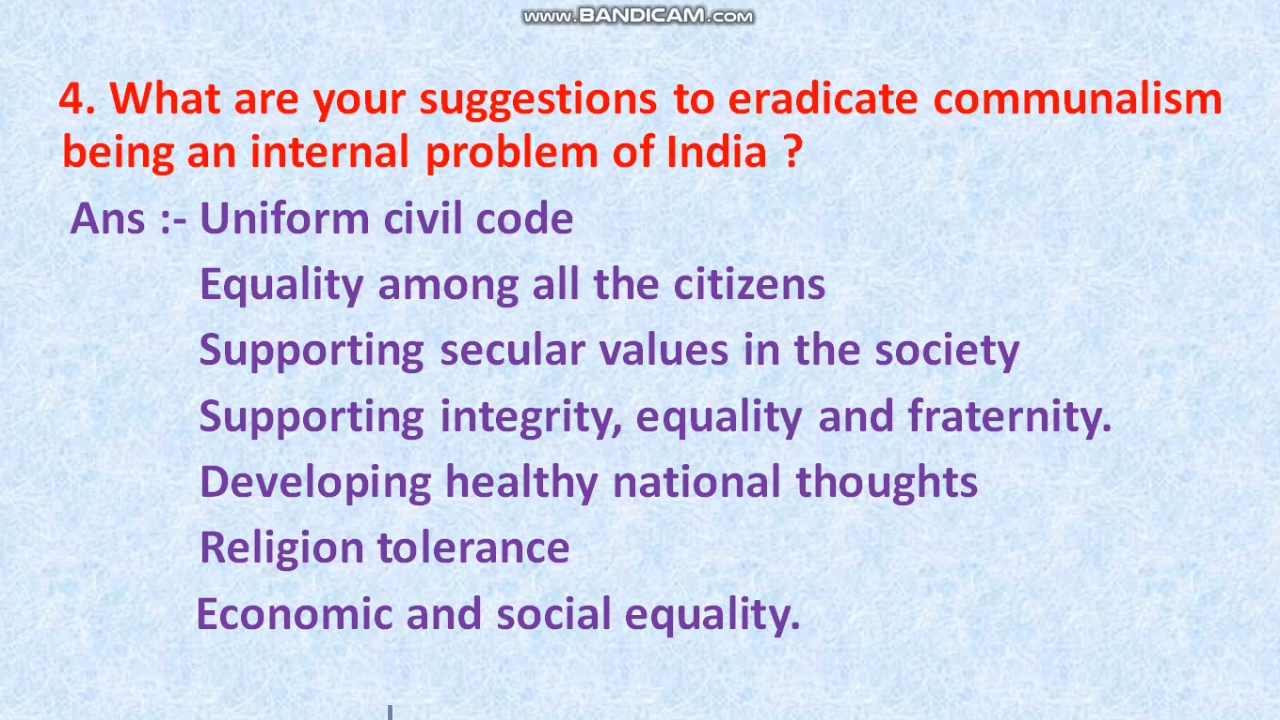 www.BANDICAM.com
4. What are your suggestions to eradicate communalism
being an internal problem of India ?
Ans :- Uniform civil code
Equality among all the citizens
Supporting secular values in the society
Supporting integrity, equality and fraternity.
Developing healthy national thoughts
Religion tolerance
Economic and social equality.